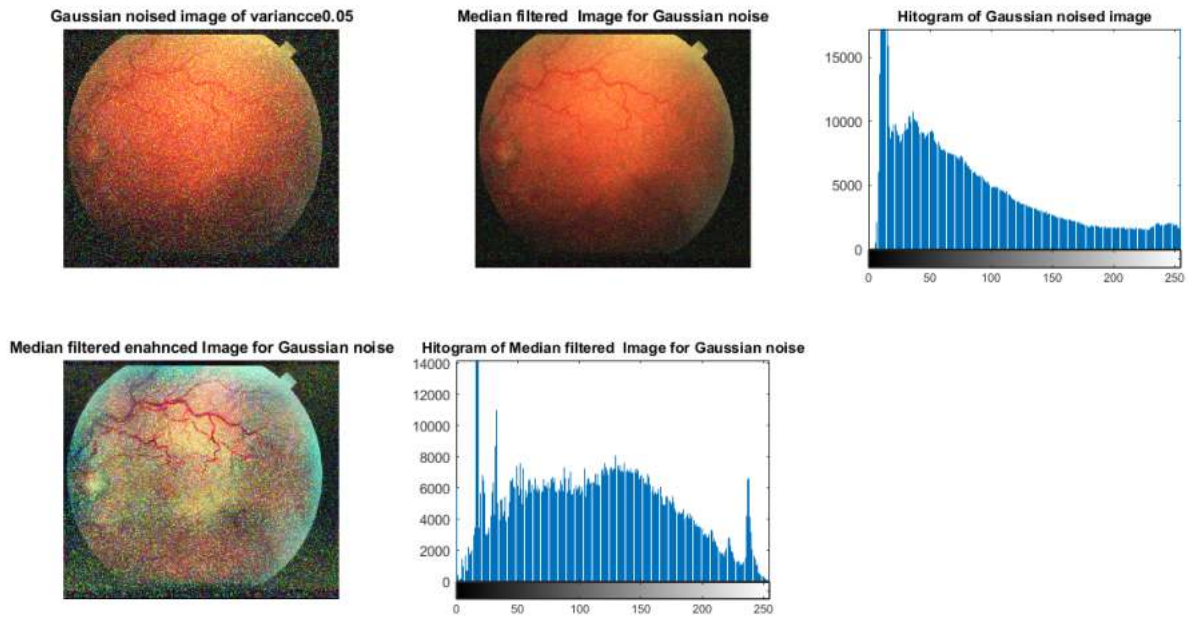 Gaussian noised image of variancce0.05
Median filtered  Image for Gaussian noise
Hitogram of Gaussian noised image
15000
10000
5000
0
0 50 100 150 200 250
Median filtered enahnced Image for Gaussian noise
Hitogram of Median filtered  Image for Gaussian noise
14000
12000
10000
8000
6000
4000
2000
0
0 50 100 150 200 250